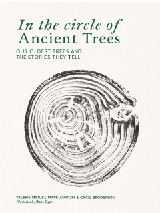 In the circle of
Ancient Trees
OUR OLDEST TREES AND
THE STORIES THEY TELL